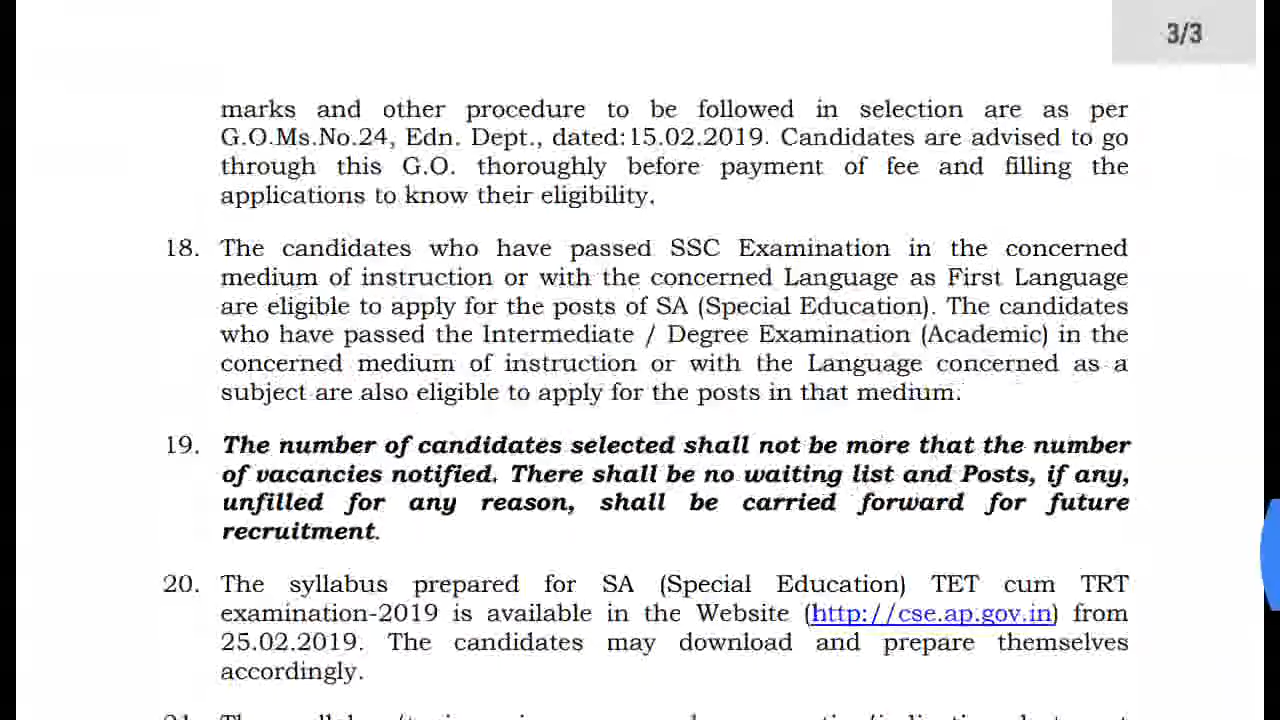 3/3
marks and other procedure to be followed in selection are as per
G.O.Ms.No.24, Edn. Dept., dated:15.02.2019. Candidates are advised to go
through this G.O. thoroughly before payment of fee and filling the
applications to know their eligibility.
18. The candidates who have passed SSC Examination in the concerned
medium of instruction or with the concerned Language as First Language
are eligible to apply for the posts of SA (Special Education). The candidates
who have passed the Intermediate / Degree Examination (Academic) in the
concerned medium of instruction or with the Language concerned as a
subject are also eligible to apply for the posts in that medium.
19. The number of candidates selected shall not be more that the number
of vacancies notified. There shall be no waiting list and Posts, if any,
unfilled for any reason, shall be carried forward for future
recruitment.
20. The syllabus prepared for SA (Special Education) TET cum TRT
examination-2019 is available in the Website (http://cse.ap.gov.in) from
25.02.2019. The candidates may download and prepare themselves
accordingly.